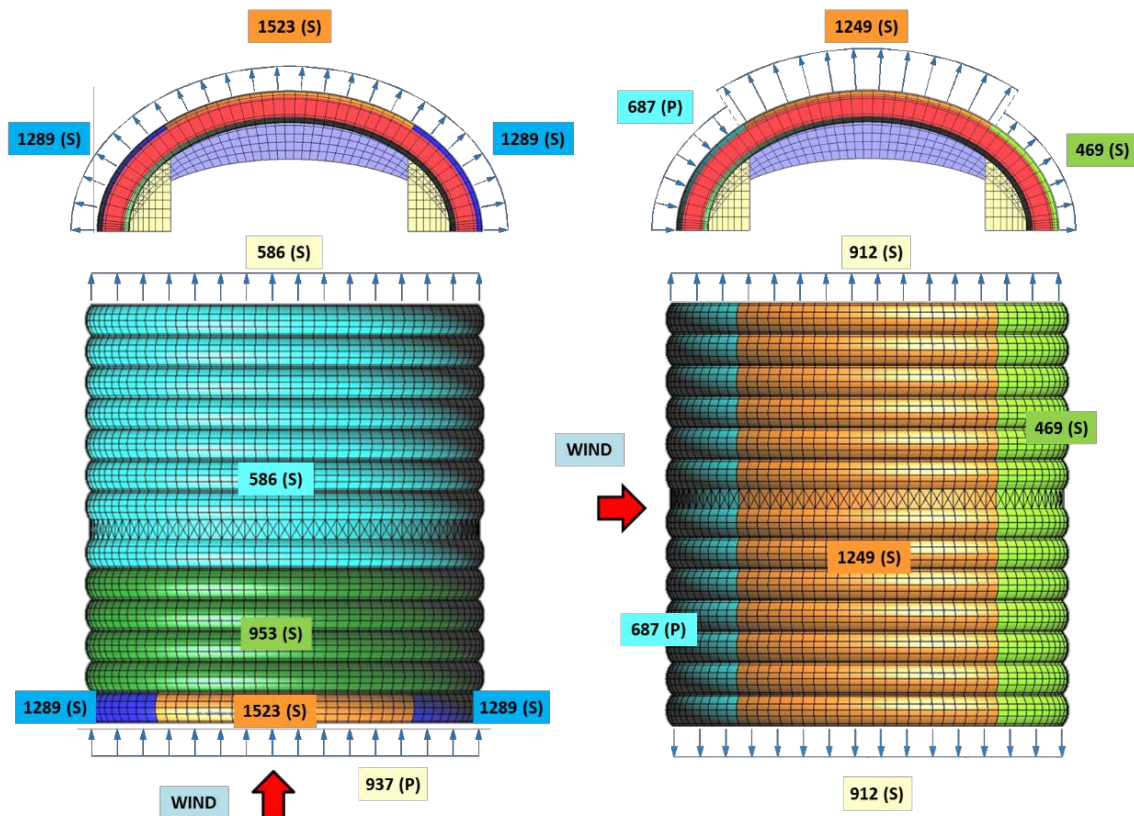 1523 (S)
1289 (S)
1289 (S)
586 (S)
586 (S)
953 (S)
1289 (S)
1523 (S)
1289 (S)
937 (P)
WIND
1249 (S)
687 (P)
469 (S)
912 (S)
469 (S)
WIND
1249 (S)
687 (P)
912 (S)